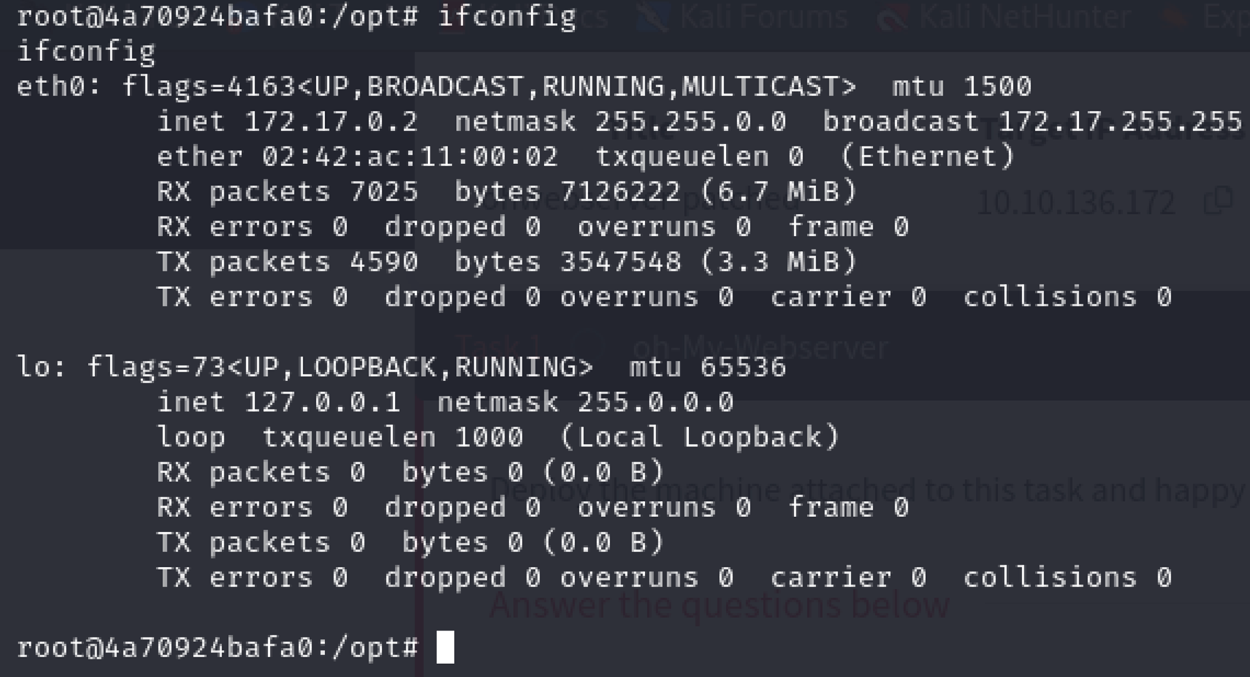 root@4a70924bafa0:/opt# ifconfig
ifconfig
eth0: flags=4163<UP,BROADCAST,RUNNING,MULTICAST>  mtu 1500
        inet 172.17.0.2  netmask 255.255.0.0  broadcast 172.17.255.255
        ether 02:42:ac:11:00:02  txqueuelen 0  (Ethernet)
        RX packets 7025  bytes 7126222 (6.7 MiB)
        RX errors 0  dropped 0  overruns 0  frame 0
        TX packets 4590  bytes 3547548 (3.3 MiB)
        TX errors 0  dropped 0 overruns 0  carrier 0  collisions 0
lo: flags=73<UP,LOOPBACK,RUNNING>  mtu 65536
        inet 127.0.0.1  netmask 255.0.0.0
        loop  txqueuelen 1000  (Local Loopback)
        RX packets 0  bytes 0 (0.0 B)
        RX errors 0  dropped 0  overruns 0  frame 0
        TX packets 0  bytes 0 (0.0 B)
        TX errors 0  dropped 0 overruns 0  carrier 0  collisions 0
root@4a70924bafa0:/opt#
Kali Forums
Kali NetHunter
Title
Target IP Address
10.10.136.172
Task 1
oh-My-Webserver
Deploy the machine attached to this task and happy
Answer the questions below